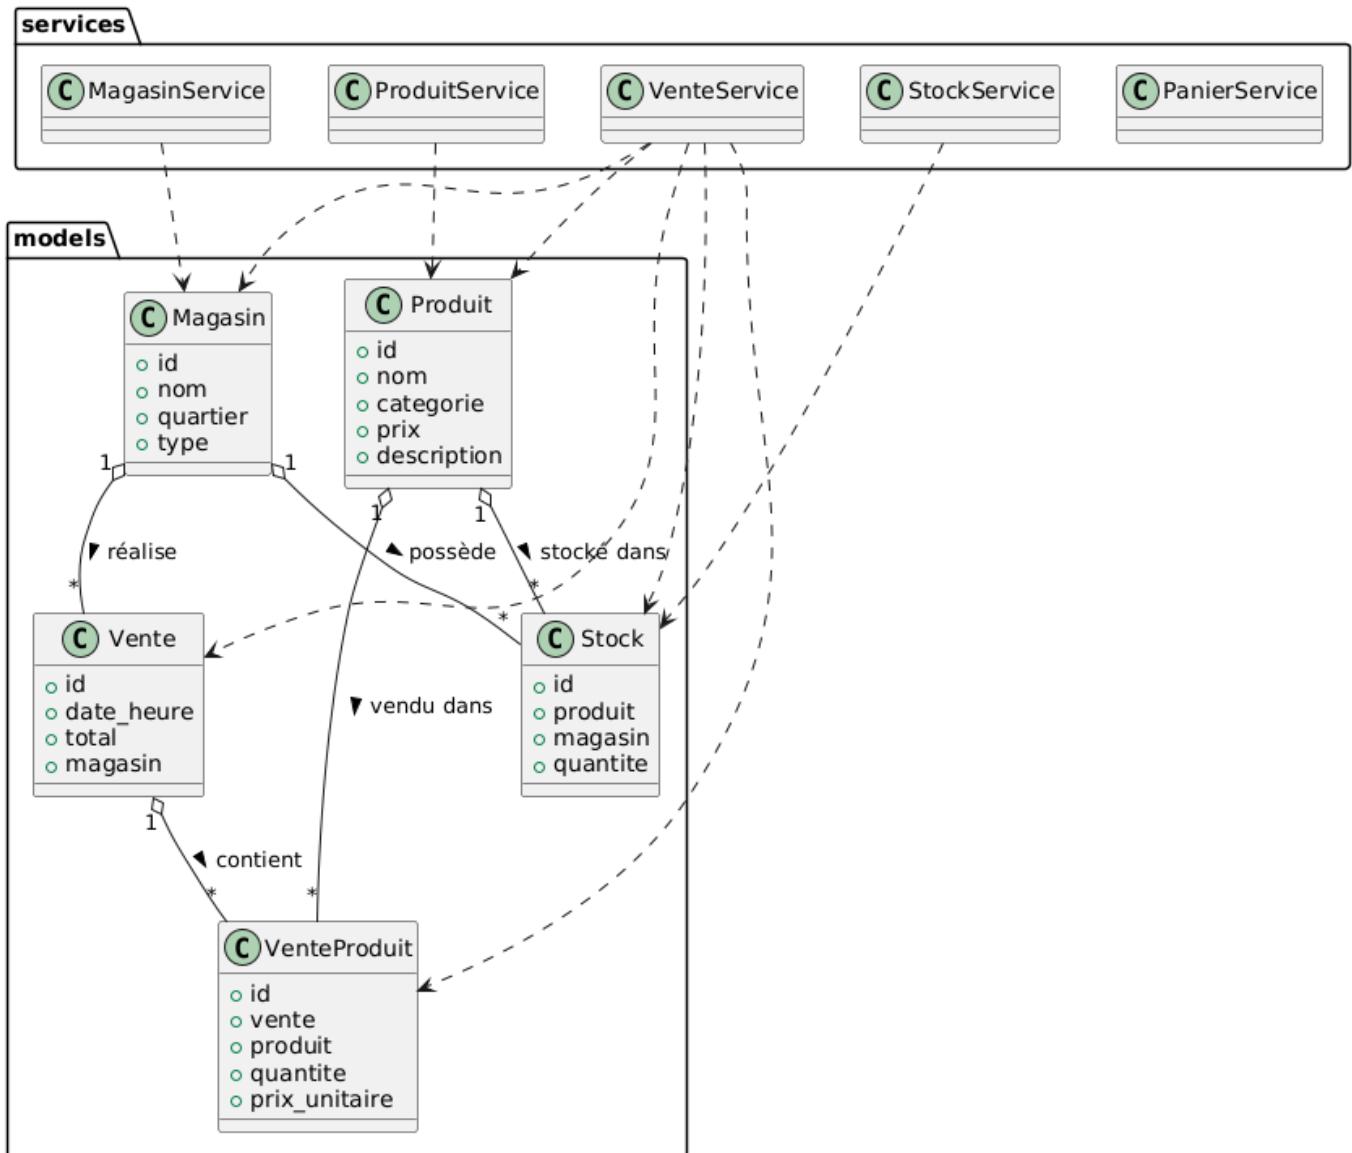 services
C MagasinService
C ProduitService
C VenteService
C StockService
C PanierService
models
C Magasin
id
nom
quartier
type
C Produit
id
nom
categorie
prix
description
1
1
1
1
réalise
possède
stocké dans
*
*
*
C Vente
id
date_heure
total
magasin
C Stock
id
produit
magasin
quantite
vendu dans
1
contient
*
*
C VenteProduit
id
vente
produit
quantite
prix_unitaire